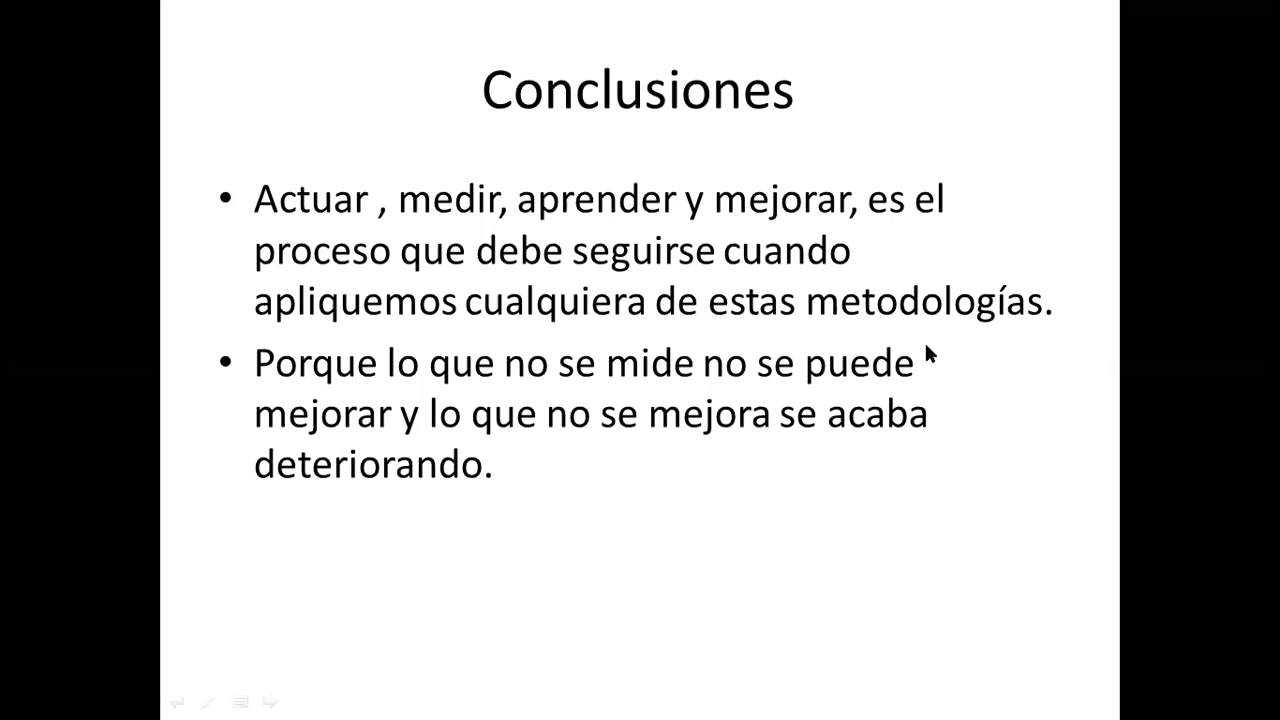 Conclusiones
• Actuar , medir, aprender y mejorar, es el
proceso que debe seguirse cuando
apliquemos cualquiera de estas metodologías.
• Porque lo que no se mide no se puede
mejorar y lo que no se mejora se acaba
deteriorando.